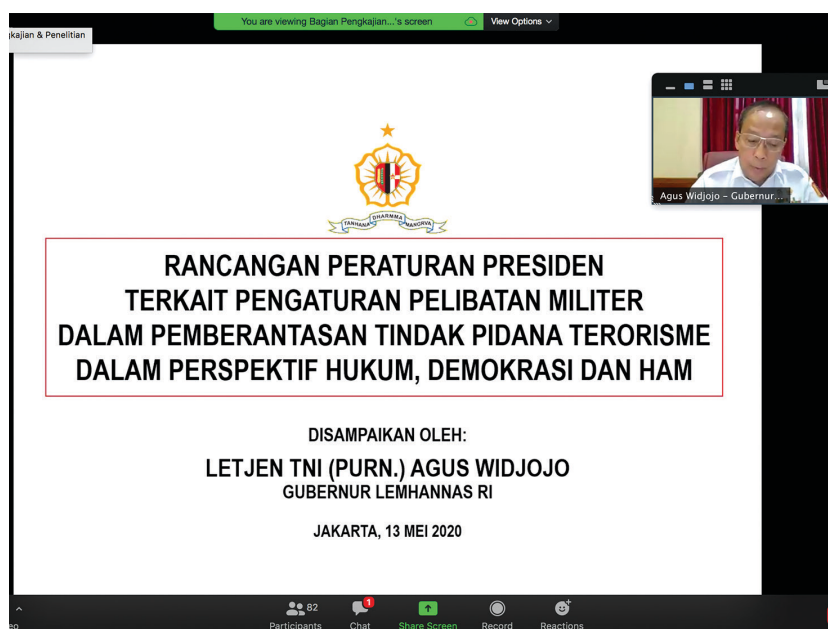 You are viewing Bagian Pengkajian...'s screen
View Options
gkajian & Penelitian
Agus Widjojo - Gubernur...
TANHANA DHARMMA MANGRVA
RANCANGAN PERATURAN PRESIDEN
TERKAIT PENGATURAN PELIBATAN MILITER
DALAM PEMBERANTASAN TINDAK PIDANA TERORISME
DALAM PERSPEKTIF HUKUM, DEMOKRASI DAN HAM
DISAMPAIKAN OLEH:
LETJEN TNI (PURN.) AGUS WIDJOJO
GUBERNUR LEMHANNAS RI
JAKARTA, 13 MEI 2020
82
1
eo
Participants
Chat
Share Screen
Record
Reactions